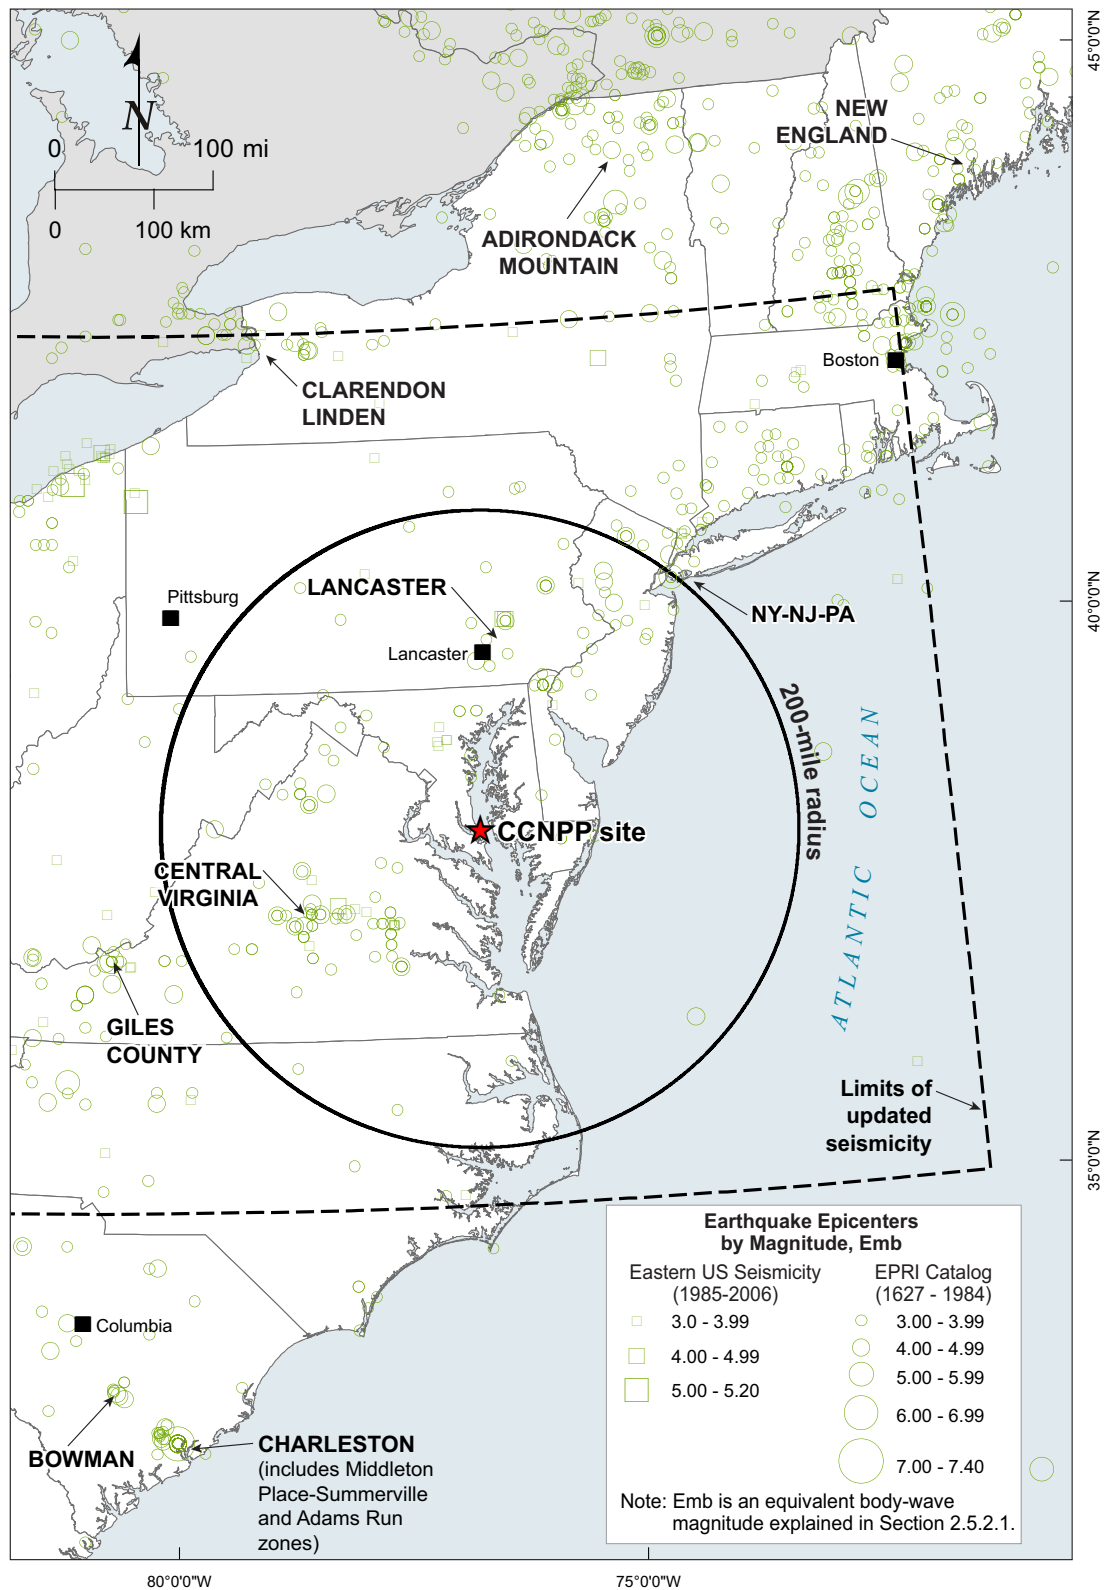 45°0'0"N
N
0
100 mi
0
100 km
NEW
ENGLAND
ADIRONDACK
MOUNTAIN
CLARENDON
LINDEN
Boston
Pittsburg
LANCASTER
Lancaster
NY-NJ-PA
40°0'0"N
200-mile radius
CCNPP site
ATLANTIC OCEAN
CENTRAL
VIRGINIA
GILES
COUNTY
Limits of
updated
seismicity
35°0'0"N
Columbia
BOWMAN
CHARLESTON
(includes Middleton
Place-Summerville
and Adams Run
zones)
Earthquake Epicenters
by Magnitude, Emb
Eastern US Seismicity
(1985-2006)
3.0 - 3.99
4.00 - 4.99
5.00 - 5.20
EPRI Catalog
(1627 - 1984)
3.00 - 3.99
4.00 - 4.99
5.00 - 5.99
6.00 - 6.99
7.00 - 7.40
Note: Emb is an equivalent body-wave
magnitude explained in Section 2.5.2.1.
80°0'0"W
75°0'0"W